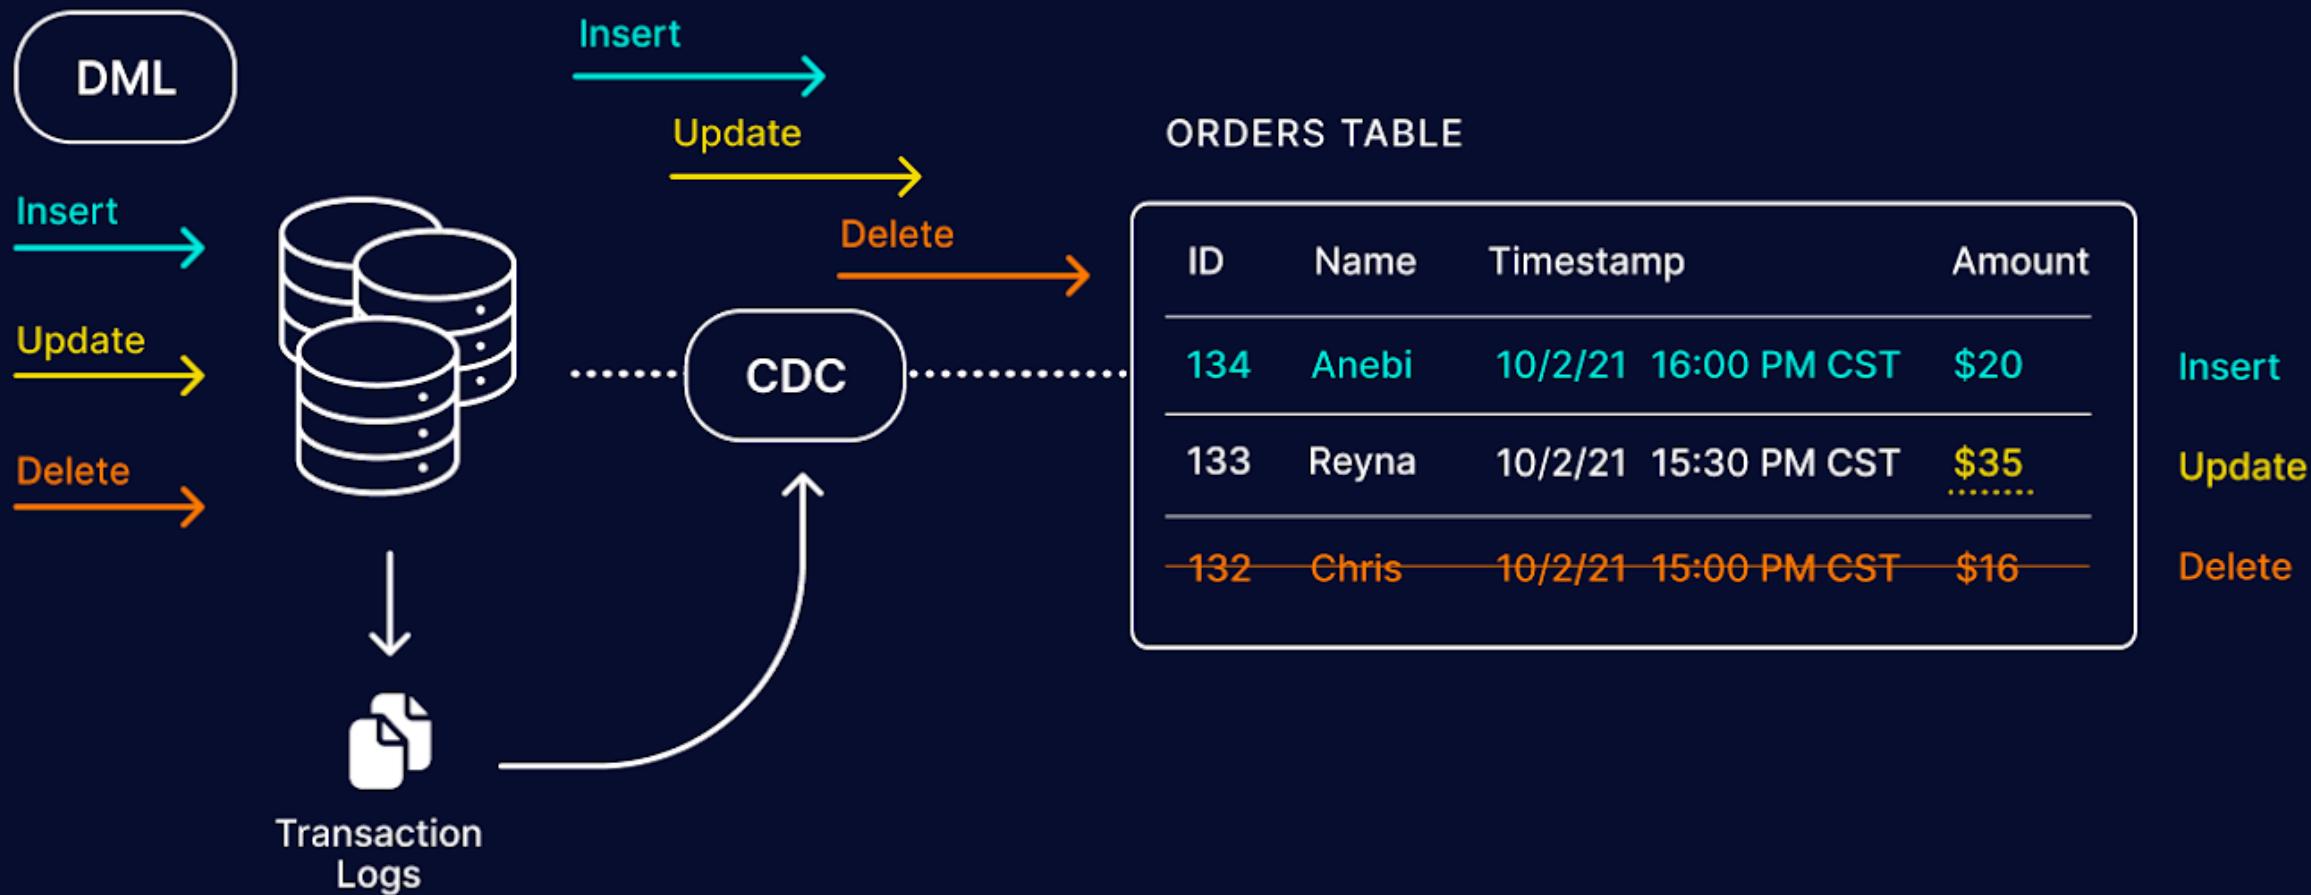 DML
Insert
Update
Delete
Transaction
Logs
Insert
Update
Delete
CDC
ORDERS TABLE
ID Name Timestamp Amount
134 Anebi 10/2/21 16:00 PM CST $20 Insert
133 Reyna 10/2/21 15:30 PM CST $35 Update
132 Chris 10/2/21 15:00 PM CST $16 Delete